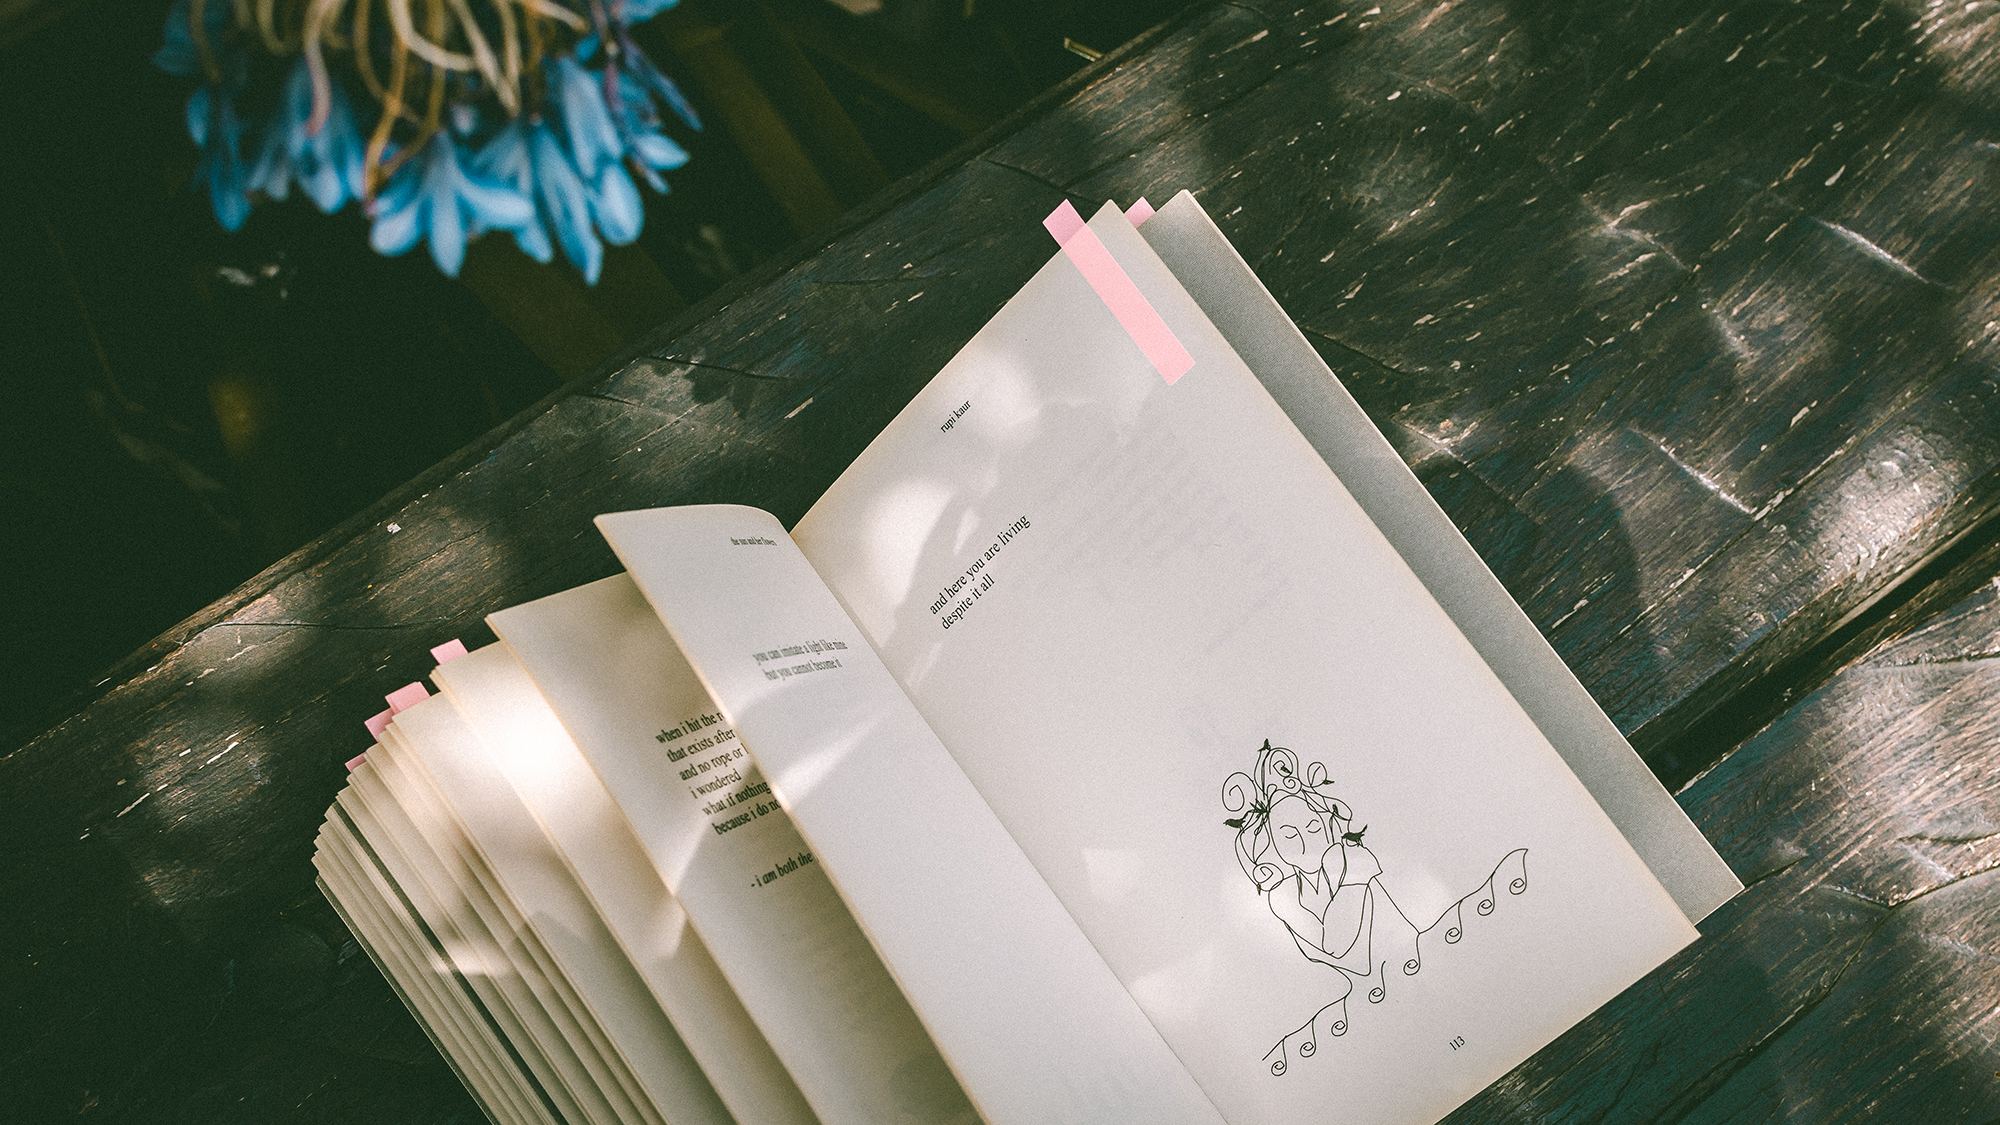 the sun and her flowers
you can imitate a light like mine
but you cannot become it
when i hit the
that exists after
and no rope or
i wondered
what if nothing
because i do
- i am both the
rupi kaur
and here you are living
despite it all
113